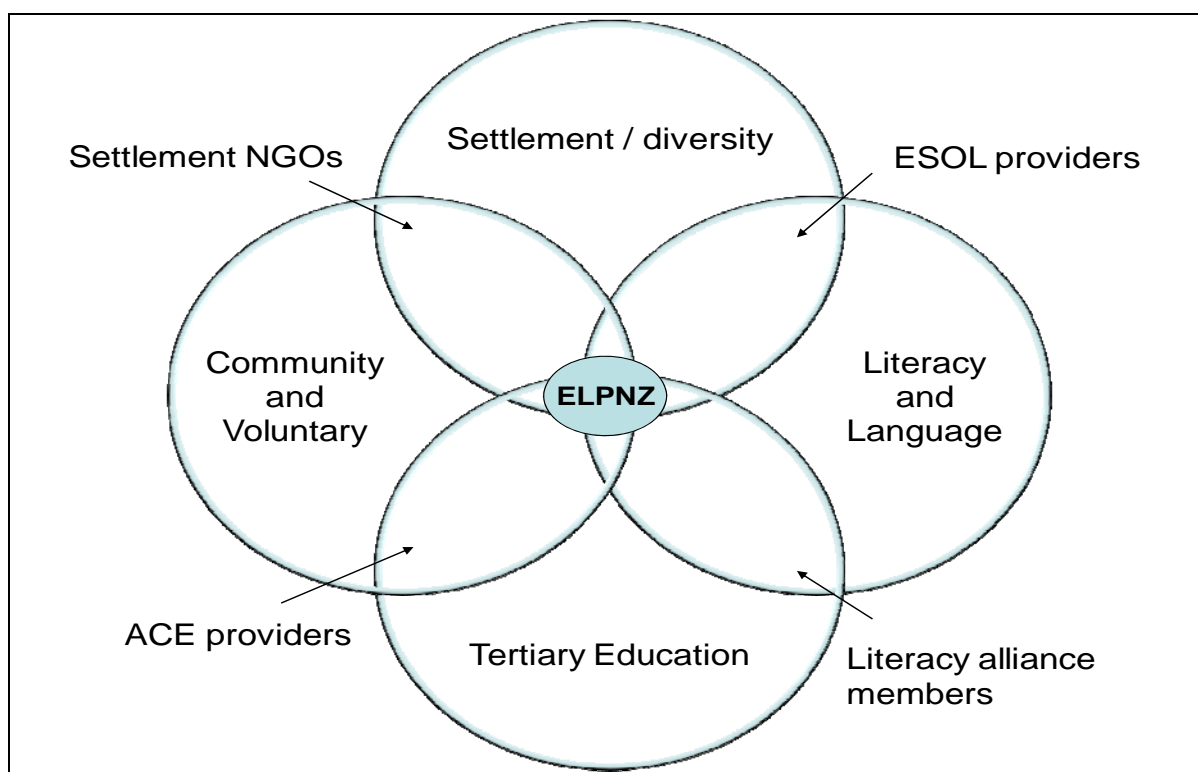 Settlement / diversity
Settlement NGOs
ESOL providers
Community
and
Voluntary
ELPNZ
Literacy
and
Language
ACE providers
Tertiary Education
Literacy alliance
members